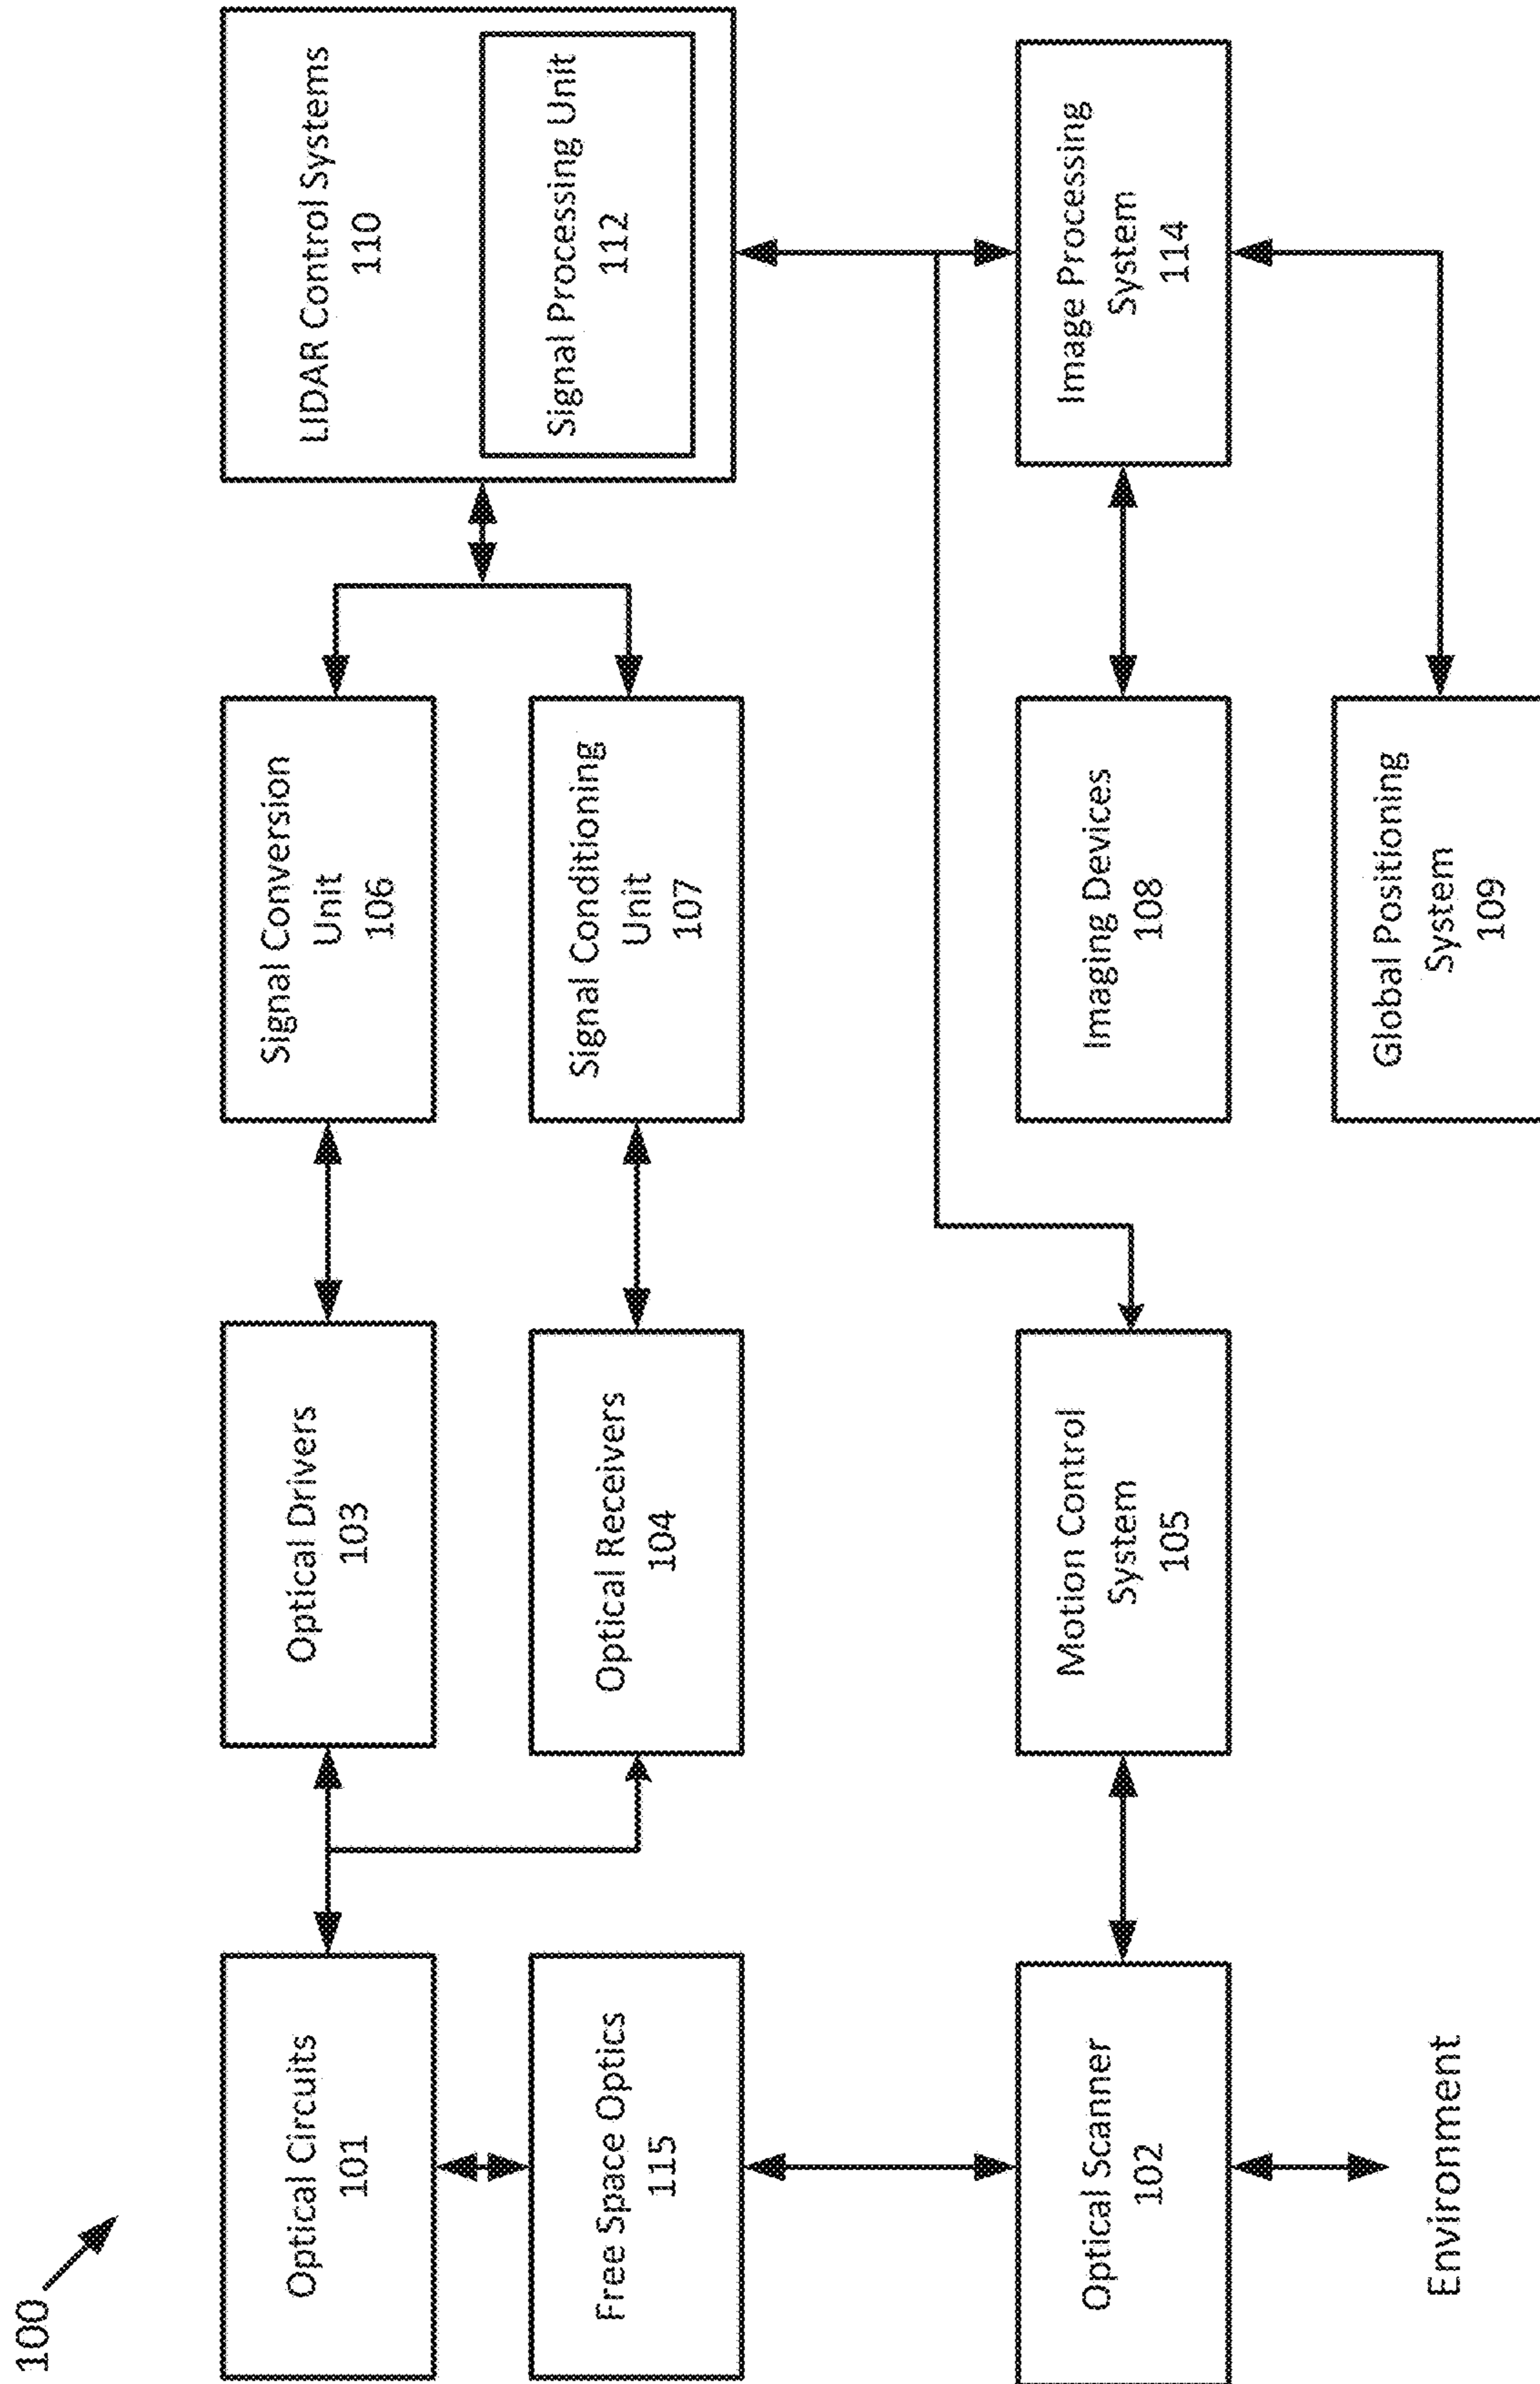 100
Optical Circuits
101
Optical Drivers
103
Signal Conversion
Unit
106
LIDAR Control Systems
110
Signal Processing Unit
112
Free Space Optics
115
Optical Receivers
104
Signal Conditioning
Unit
107
Optical Scanner
102
Motion Control
System
105
Imaging Devices
108
Image Processing
System
114
Global Positioning
System
109
Environment